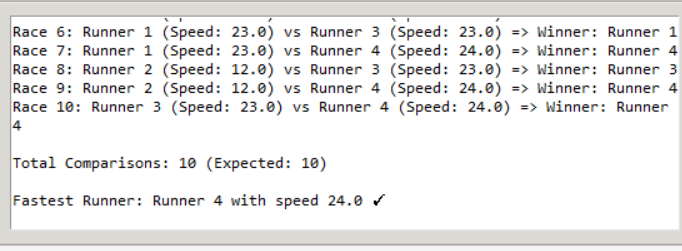 Race 6: Runner 1 (Speed: 23.0) vs Runner 3 (Speed: 23.0) => Winner: Runner 1
Race 7: Runner 1 (Speed: 23.0) vs Runner 4 (Speed: 24.0) => Winner: Runner 4
Race 8: Runner 2 (Speed: 12.0) vs Runner 3 (Speed: 23.0) => Winner: Runner 3
Race 9: Runner 2 (Speed: 12.0) vs Runner 4 (Speed: 24.0) => Winner: Runner 4
Race 10: Runner 3 (Speed: 23.0) vs Runner 4 (Speed: 24.0) => Winner: Runner
4
Total Comparisons: 10 (Expected: 10)
Fastest Runner: Runner 4 with speed 24.0 ✓